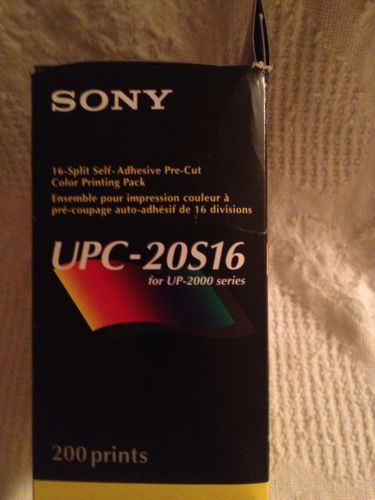 SONY
16-Split Self-Adhesive Pre-Cut
Color Printing Pack
Ensemble pour impression couleur à
pré-coupage auto-adhésif de 16 divisions
UPC-20S16
for UP-2000 series
200 prints